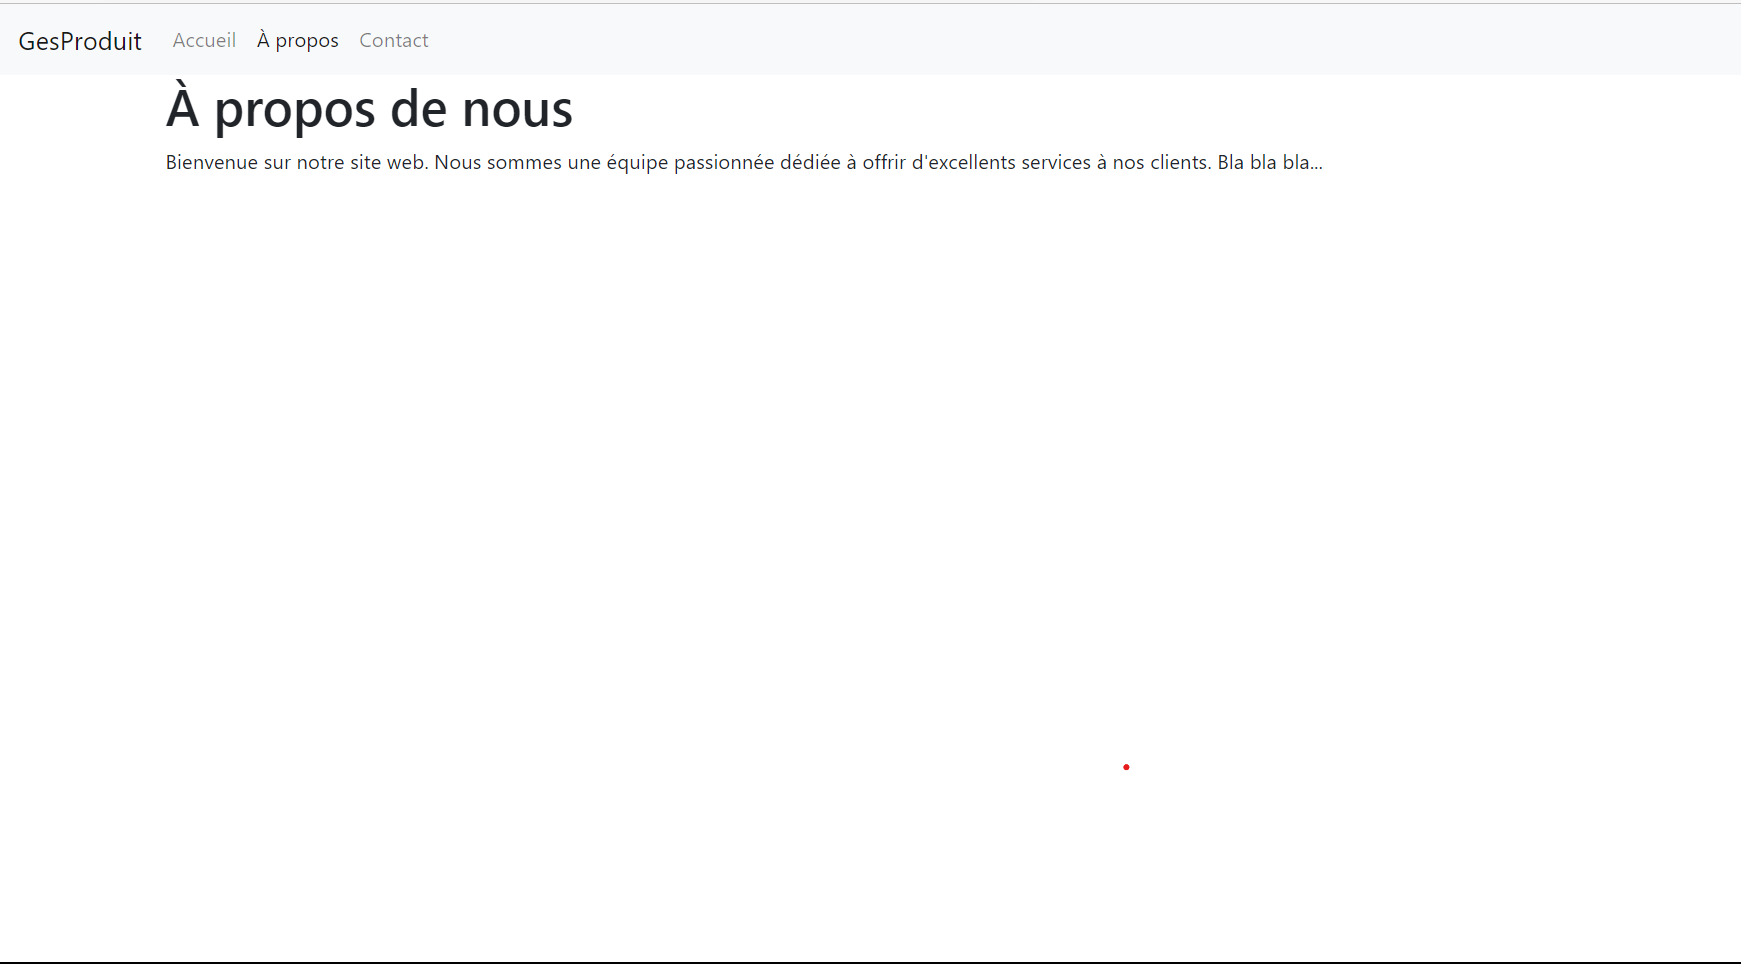 GesProduit Accueil À propos Contact
À propos de nous
Bienvenue sur notre site web. Nous sommes une équipe passionnée dédiée à offrir d'excellents services à nos clients. Bla bla bla...